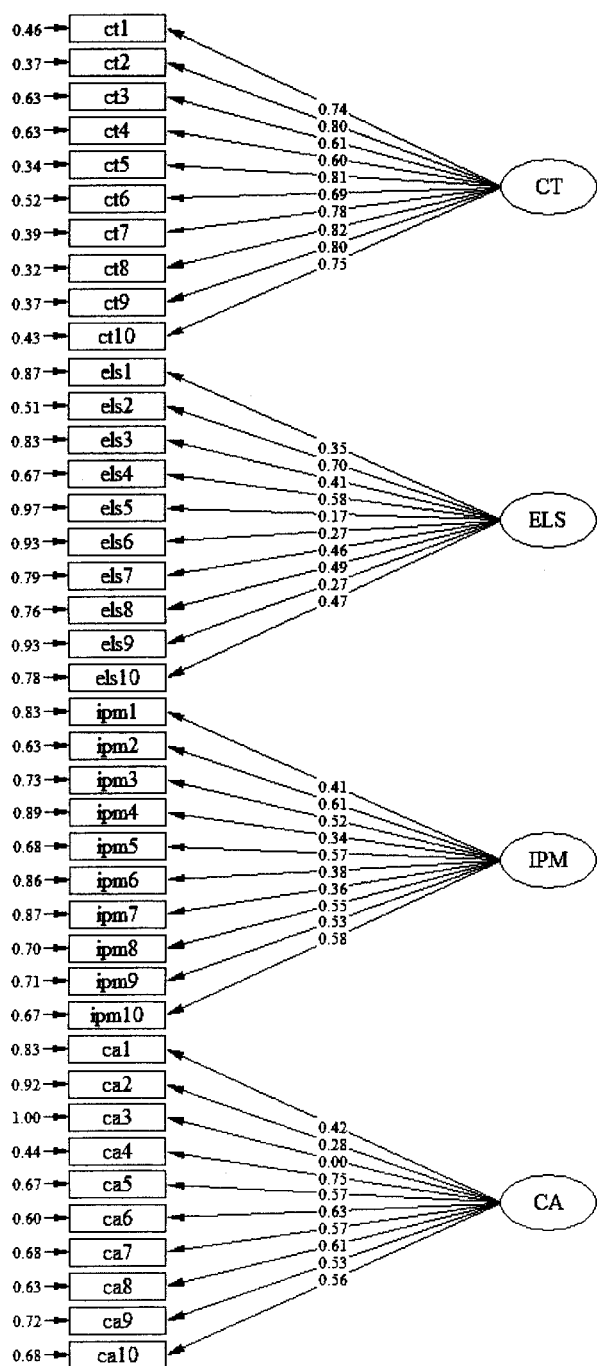 0.46 ct1
0.37 ct2
0.63 ct3
0.63 ct4
0.34 ct5
0.52 ct6
0.39 ct7
0.32 ct8
0.37 ct9
0.43 ct10
0.74
0.80
0.61
0.60
0.81
0.69
0.78
0.82
0.80
0.75
CT
0.87 els1
0.51 els2
0.83 els3
0.67 els4
0.97 els5
0.93 els6
0.79 els7
0.76 els8
0.93 els9
0.78 els10
0.35
0.70
0.41
0.58
0.17
0.27
0.46
0.49
0.27
0.47
ELS
0.83 ipm1
0.63 ipm2
0.73 ipm3
0.89 ipm4
0.68 ipm5
0.86 ipm6
0.87 ipm7
0.70 ipm8
0.71 ipm9
0.67 ipm10
0.41
0.61
0.52
0.34
0.57
0.38
0.36
0.55
0.53
0.58
IPM
0.83 ca1
0.92 ca2
1.00 ca3
0.44 ca4
0.67 ca5
0.60 ca6
0.68 ca7
0.63 ca8
0.72 ca9
0.68 ca10
0.42
0.28
0.00
0.75
0.57
0.63
0.57
0.61
0.53
0.56
CA